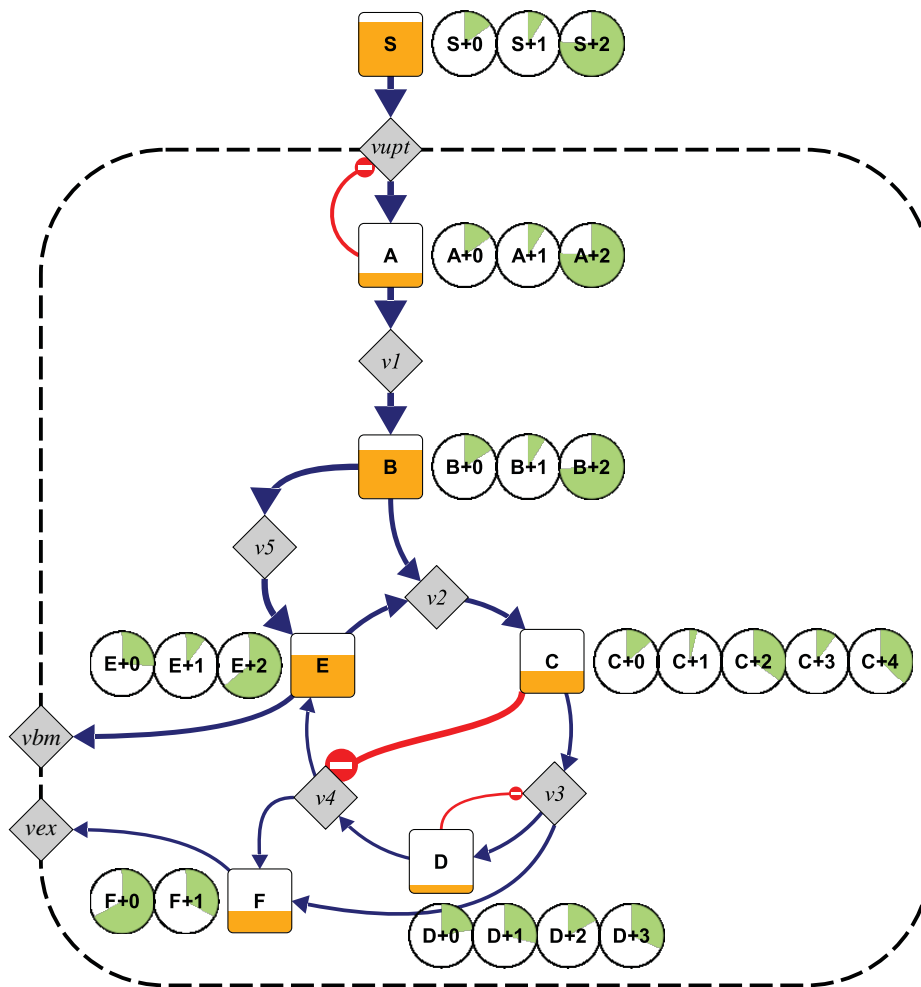 S S+0 S+1 S+2
vupt
A A+0 A+1 A+2
v1
B B+0 B+1 B+2
v5
v2
E+0 E+1 E+2 E
C C+0 C+1 C+2 C+3 C+4
vbm
v4
v3
vex
D
F+0 F+1 F
D+0 D+1 D+2 D+3